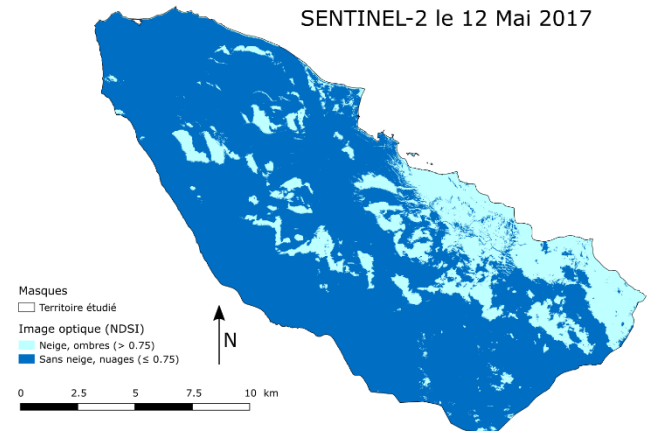 SENTINEL-2 le 12 Mai 2017
Masques
Territoire étudié
Image optique (NDSI)
Neige, ombres (> 0.75)
Sans neige, nuages (≤ 0.75)
N
0 2.5 5 7.5 10 km